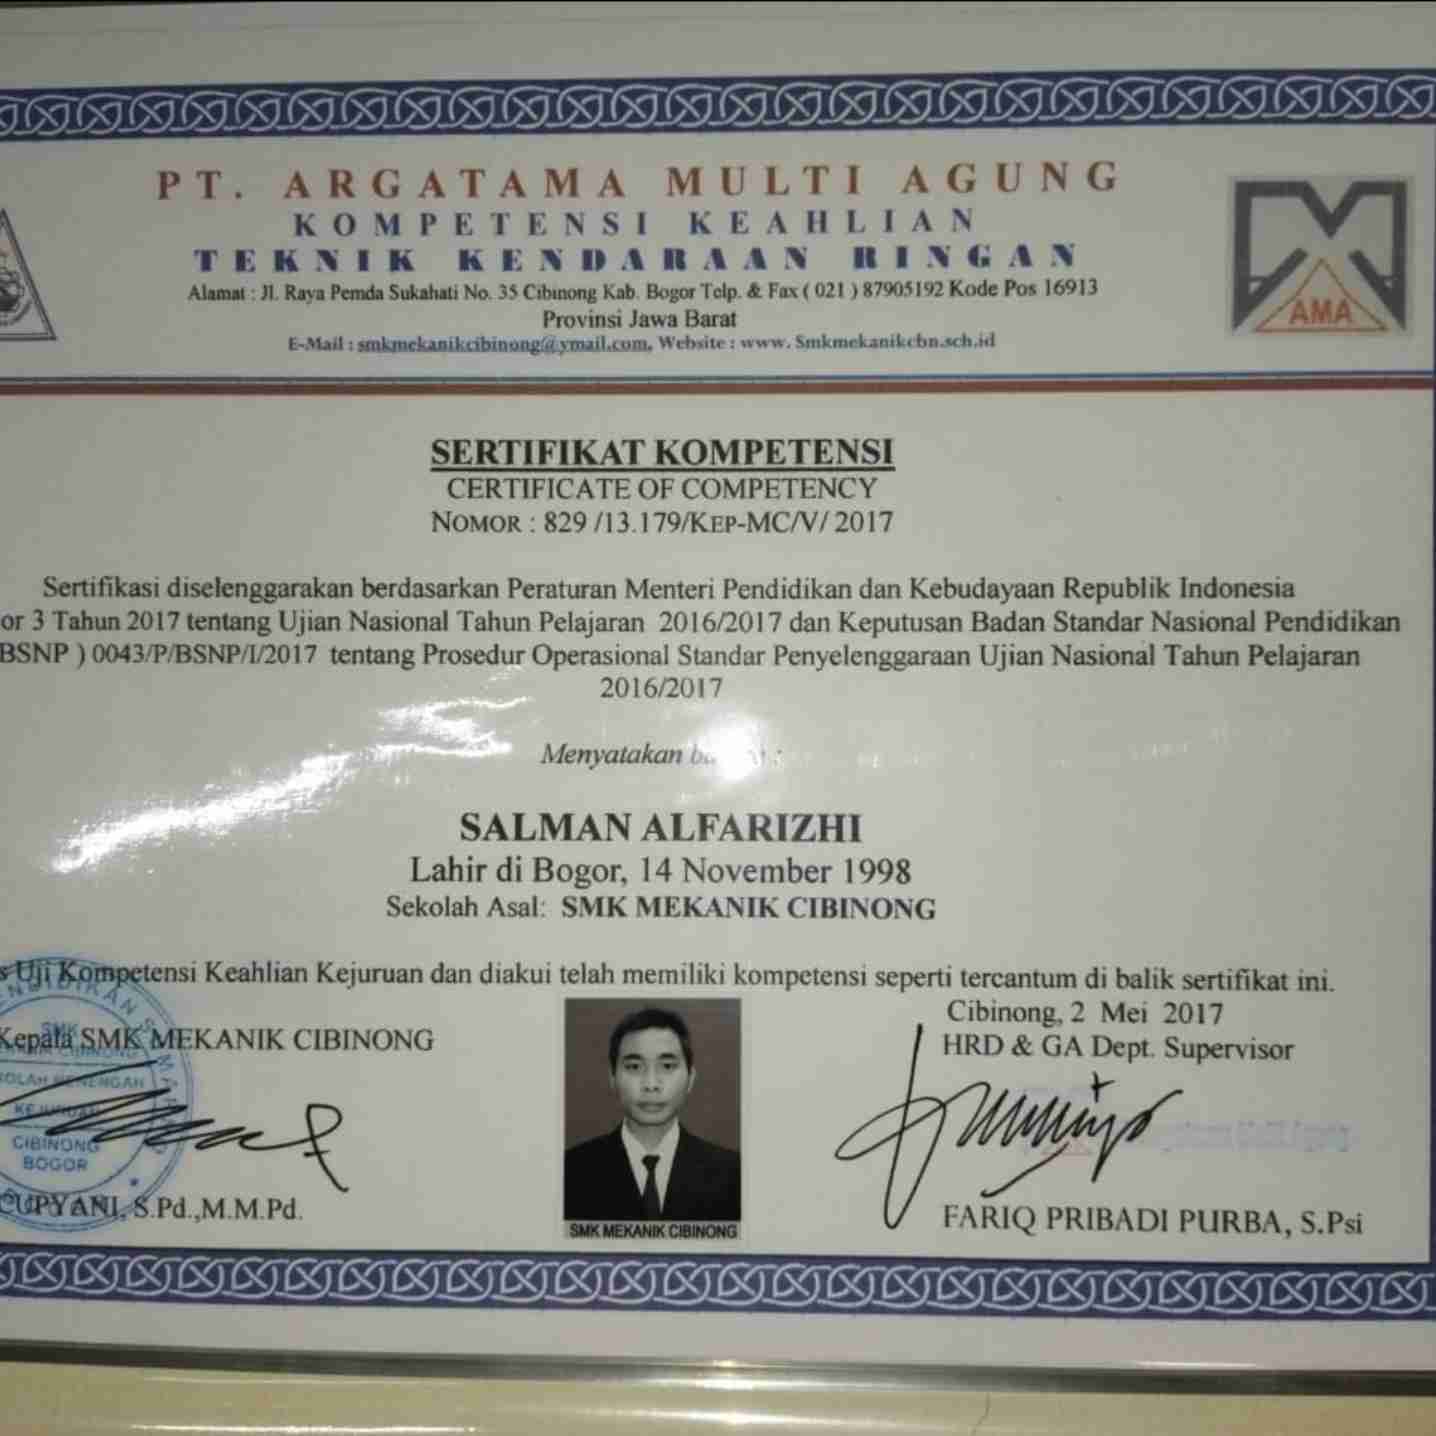 PT. ARGATAMA MULTI AGUNG
KOMPETENSI KEAHLIAN
TEKNIK KENDARAAN RINGAN
Alamat : Jl. Raya Pemda Sukahati No. 35 Cibinong Kab. Bogor Telp. & Fax ( 021 ) 87905192 Kode Pos 16913
Provinsi Jawa Barat
E-Mail : smkmekanikcibinong@ymail.com, Website : www. Smkmekanikcbn.sch.id
AMA
SERTIFIKAT KOMPETENSI
CERTIFICATE OF COMPETENCY
NOMOR : 829 /13.179/KEP-MC/V/ 2017
Sertifikasi diselenggarakan berdasarkan Peraturan Menteri Pendidikan dan Kebudayaan Republik Indonesia
or 3 Tahun 2017 tentang Ujian Nasional Tahun Pelajaran 2016/2017 dan Keputusan Badan Standar Nasional Pendidikan
BSNP ) 0043/P/BSNP/I/2017 tentang Prosedur Operasional Standar Penyelenggaraan Ujian Nasional Tahun Pelajaran
2016/2017
Menyatakan
SALMAN ALFARIZHI
Lahir di Bogor, 14 November 1998
Sekolah Asal: SMK MEKANIK CIBINONG
s Uji Kompetensi Keahlian Kejuruan dan diakui telah memiliki kompetensi seperti tercantum di balik sertifikat ini.
Cibinong, 2 Mei 2017
Kepala SMK MEKANIK CIBINONG
HRD & GA Dept. Supervisor
SMK
CIBINONG
MENENGAH
KEJURUAN
CIBINONG
BOGOR
CUPYANI, S.Pd.,M.M.Pd.
SMK MEKANIK CIBINONG
FARIQ PRIBADI PURBA, S.Psi